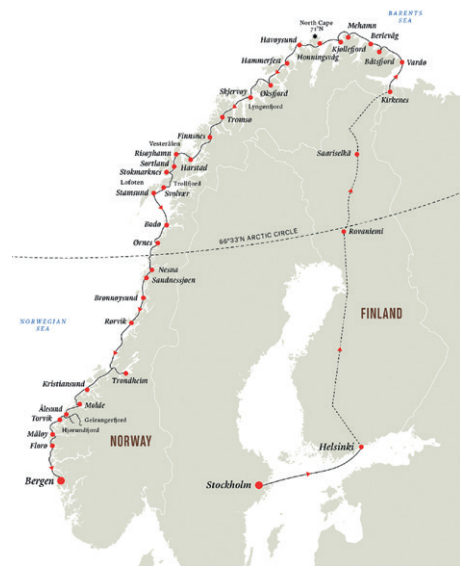 BARENTS
SEA
North Cape
71°N
Mehamn
Berlevåg
Havøysund
Kjøllefjord
Båtsfjord
Honningsvåg
Hammerfest
Vardø
Øksfjord
Kirkenes
Skjervøy
Lyngenfjord
Tromsø
Finnsnes
Vesterålen
Risøyhamn
Harstad
Sortland
Stokmarknes
Saariselkä
Lofoten
Trollfjord
Stamsund
Svolvær
Bodø
66°33'N ARCTIC CIRCLE
Rovaniemi
Ørnes
Nesna
Sandnessjøen
Brønnøysund
NORWEGIAN
SEA
Rørvik
FINLAND
Trondheim
Kristiansund
Molde
Ålesund
Torvik
Geirangerfjord
Hjørundfjord
Måløy
NORWAY
Florø
Helsinki
Bergen
Stockholm